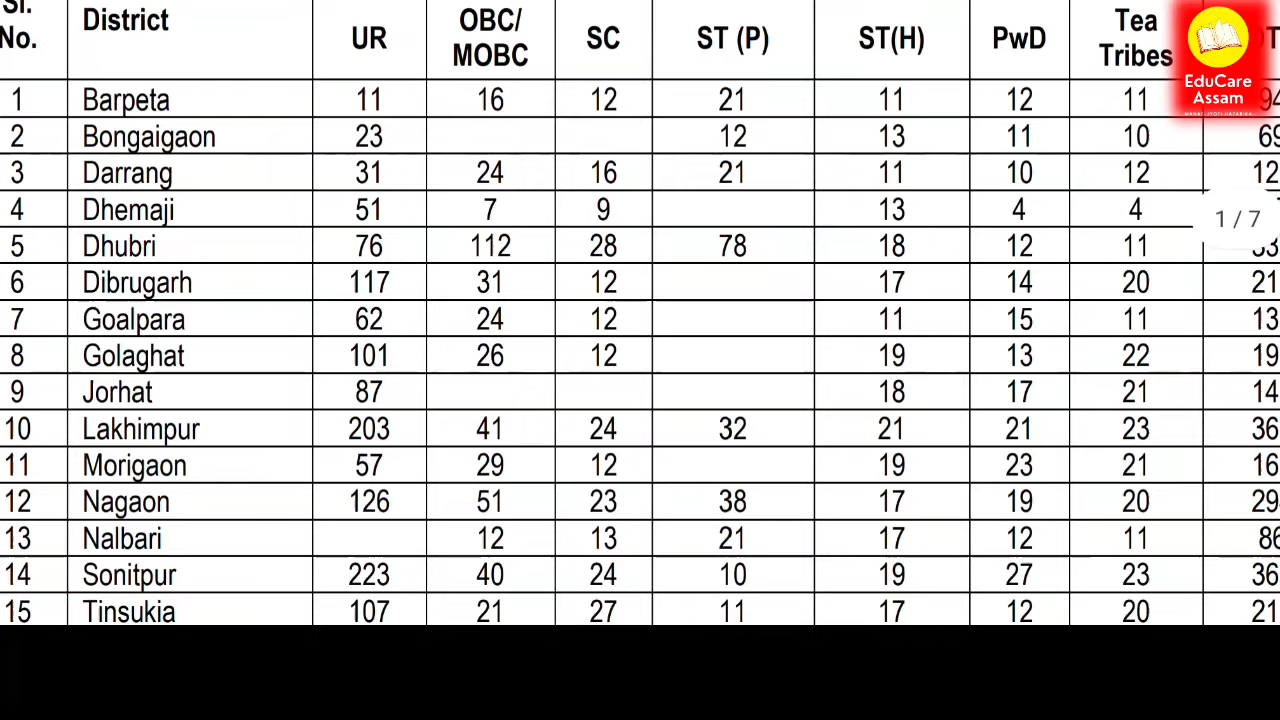 Sl. No. District UR OBC/ MOBC SC ST (P) ST(H) PwD Tea Tribes
EduCare Assam
1 Barpeta 11 16 12 21 11 12 11 94
2 Bongaigaon 23 12 13 11 10 69
3 Darrang 31 24 16 21 11 10 12 12
4 Dhemaji 51 7 9 13 4 4
1 / 7
5 Dhubri 76 112 28 78 18 12 11
6 Dibrugarh 117 31 12 17 14 20 21
7 Goalpara 62 24 12 11 15 11 13
8 Golaghat 101 26 12 19 13 22 19
9 Jorhat 87 18 17 21 14
10 Lakhimpur 203 41 24 32 21 21 23 36
11 Morigaon 57 29 12 19 23 21 16
12 Nagaon 126 51 23 38 17 19 20 29
13 Nalbari 12 13 21 17 12 11 86
14 Sonitpur 223 40 24 10 19 27 23 36
15 Tinsukia 107 21 27 11 17 12 20 21